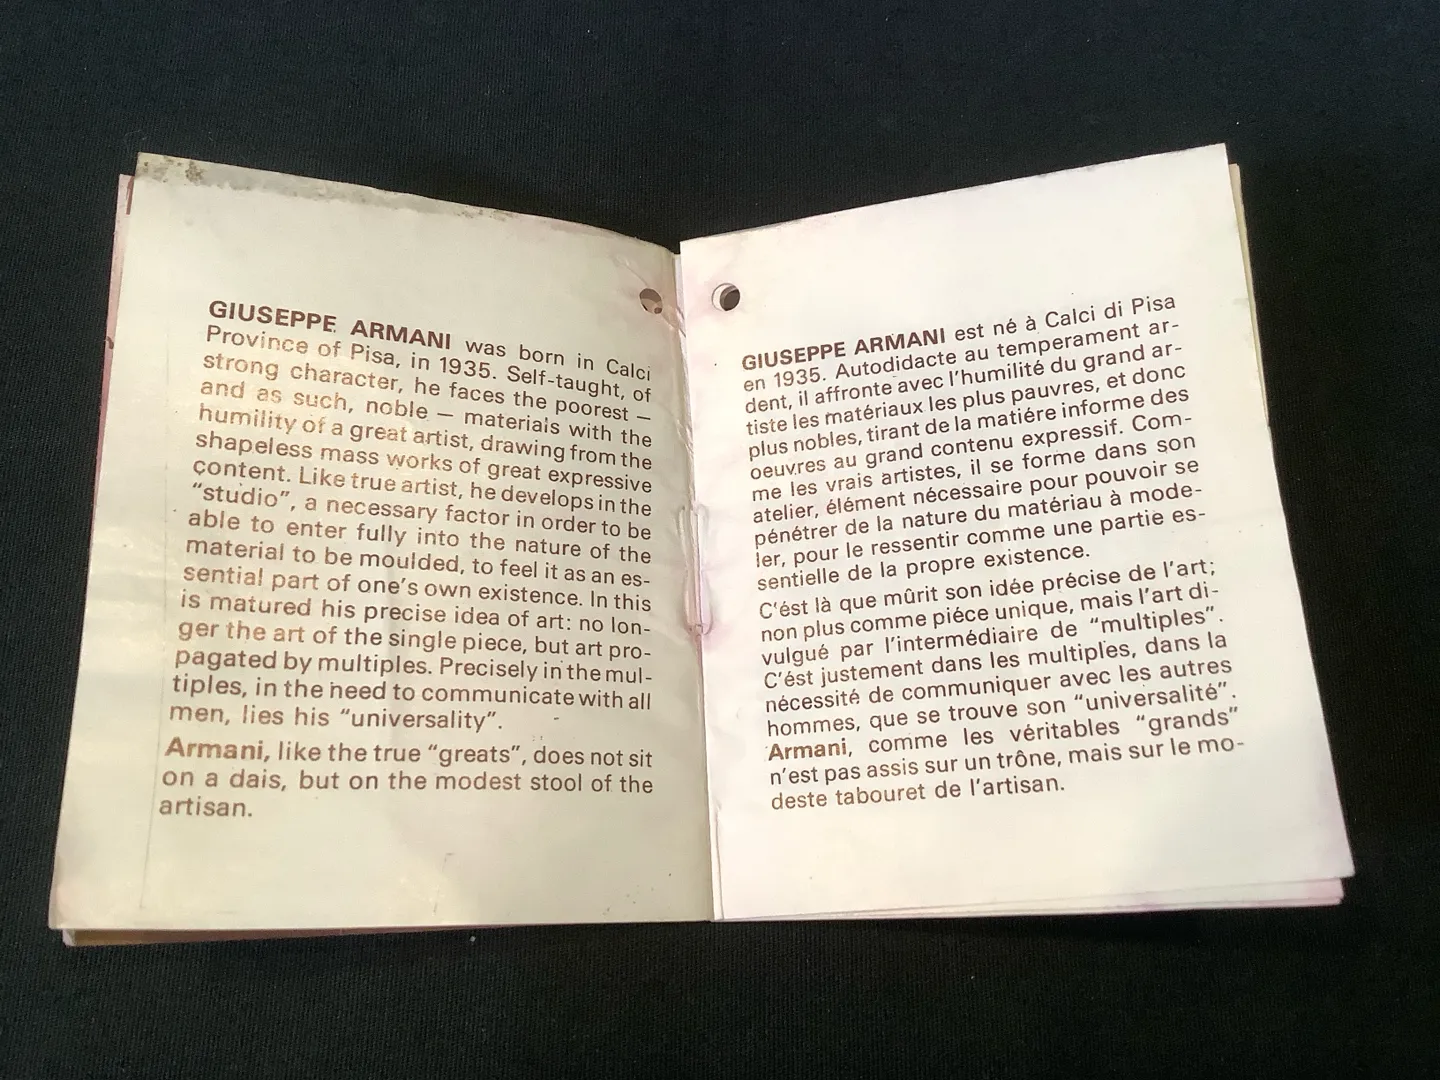 GIUSEPPE ARMANI was born in Calci
Province of Pisa, in 1935. Self-taught, of
strong character, he faces the poorest —
and as such, noble — materials with the
humility of a great artist, drawing from the
shapeless mass works of great expressive
content. Like true artist, he develops in the
“studio”, a necessary factor in order to be
able to enter fully into the nature of the
material to be moulded, to feel it as an es-
sential part of one’s own existence. In this
is matured his precise idea of art: no lon-
ger the art of the single piece, but art pro-
pagated by multiples. Precisely in the mul-
tiples, in the need to communicate with all
men, lies his “universality”.
Armani, like the true “greats”, does not sit
on a dais, but on the modest stool of the
artisan.
GIUSEPPE ARMANI est né à Calci di Pisa
en 1935. Autodidacte au temperament ar-
dent, il affronte avec l’humilité du grand ar-
tiste les matériaux les plus pauvres, et donc
plus nobles, tirant de la matiére informe des
oeuvres au grand contenu expressif. Com-
me les vrais artistes, il se forme dans son
atelier, élément nécessaire pour pouvoir se
pénétrer de la nature du matériau à mode-
ler, pour le ressentir comme une partie es-
sentielle de la propre existence.
C’ést là que mûrit son idée précise de l’art;
non plus comme piéce unique, mais l’art di-
vulgué par l’intermédiaire de “multiples”.
C’ést justement dans les multiples, dans la
nécessité de communiquer avec les autres
hommes, que se trouve son “universalité”.
Armani, comme les véritables “grands”
n’est pas assis sur un trône, mais sur le mo-
deste tabouret de l’artisan.